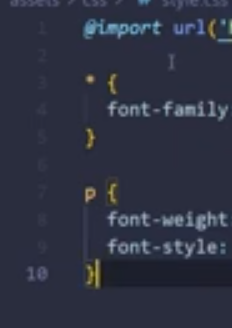 assets > css > # style.css
1 @import url('
2
3 * {
4 font-family
5 }
6
7 p {
8 font-weight
9 font-style:
10 }